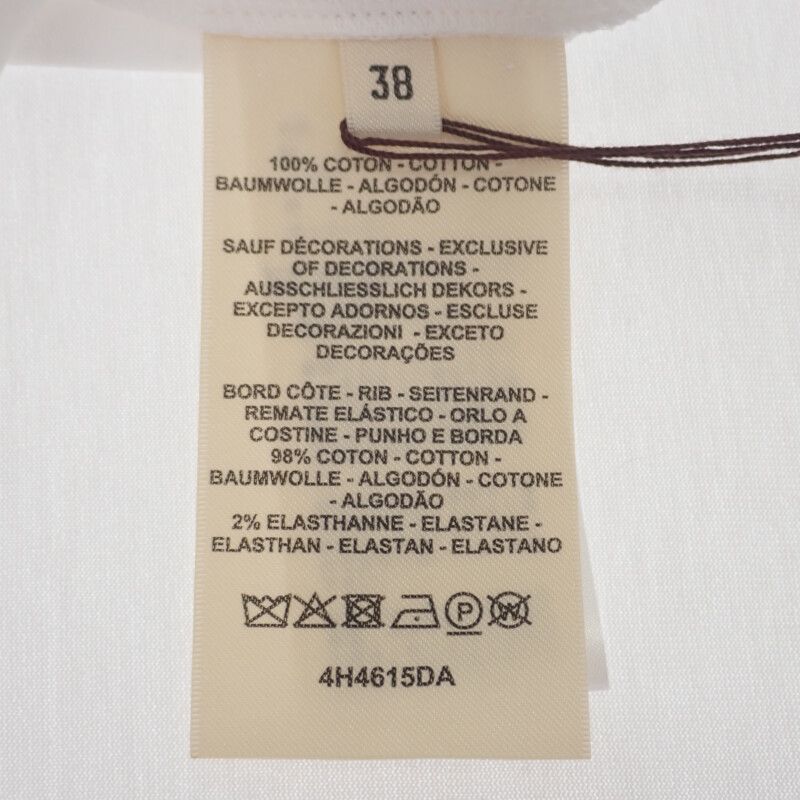 38
100% COTON - COTTON -
BAUMWOLLE - ALGODÓN - COTONE
- ALGODÃO
SAUF DÉCORATIONS - EXCLUSIVE
OF DECORATIONS -
AUSSCHLIESSLICH DEKORS -
EXCEPTO ADORNOS - ESCLUSE
DECORAZIONI - EXCETO
DECORAÇÕES
BORD CÔTE - RIB - SEITENRAND -
REMATE ELÁSTICO - ORLO A
COSTINE - PUNHO E BORDA
98% COTON - COTTON -
BAUMWOLLE - ALGODÓN - COTONE
- ALGODÃO
2% ELASTHANNE - ELASTANE -
ELASTHAN - ELASTAN - ELASTANO
P W
4H4615DA